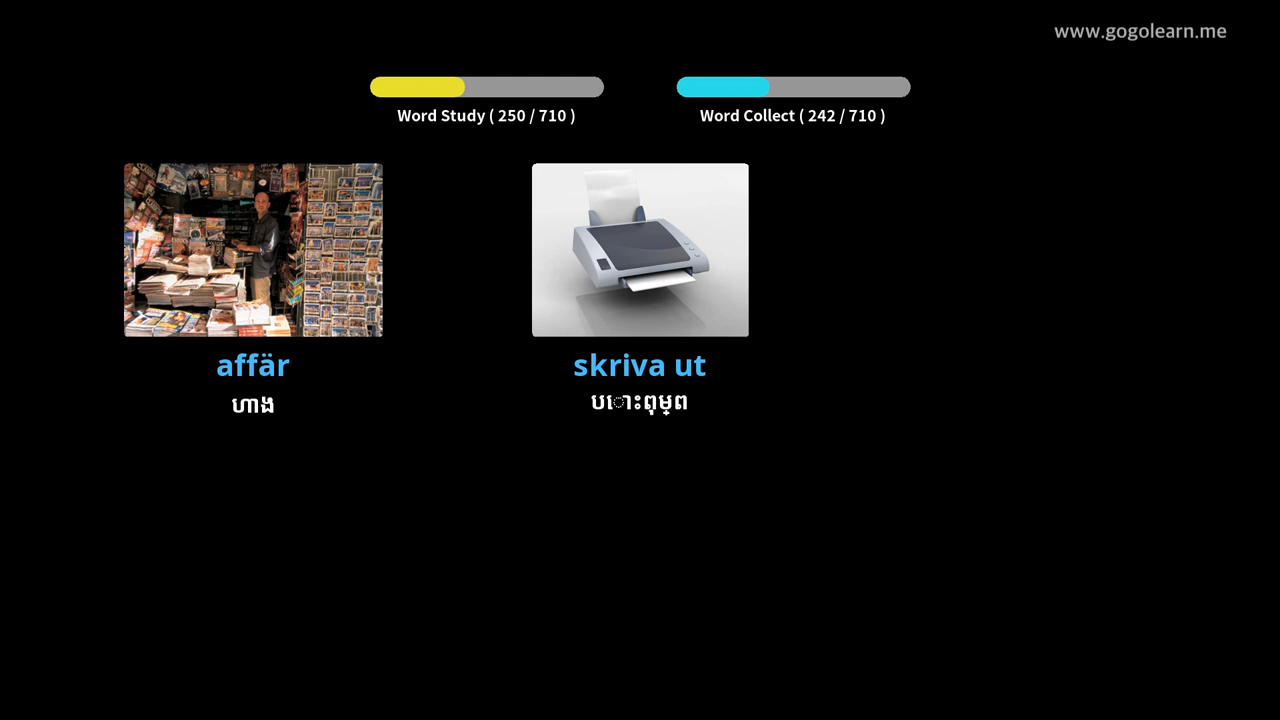 www.gogolearn.me
Word Study ( 250 / 710 )
Word Collect ( 242 / 710 )
affär
ហាង
skriva ut
បោះពុម្ព